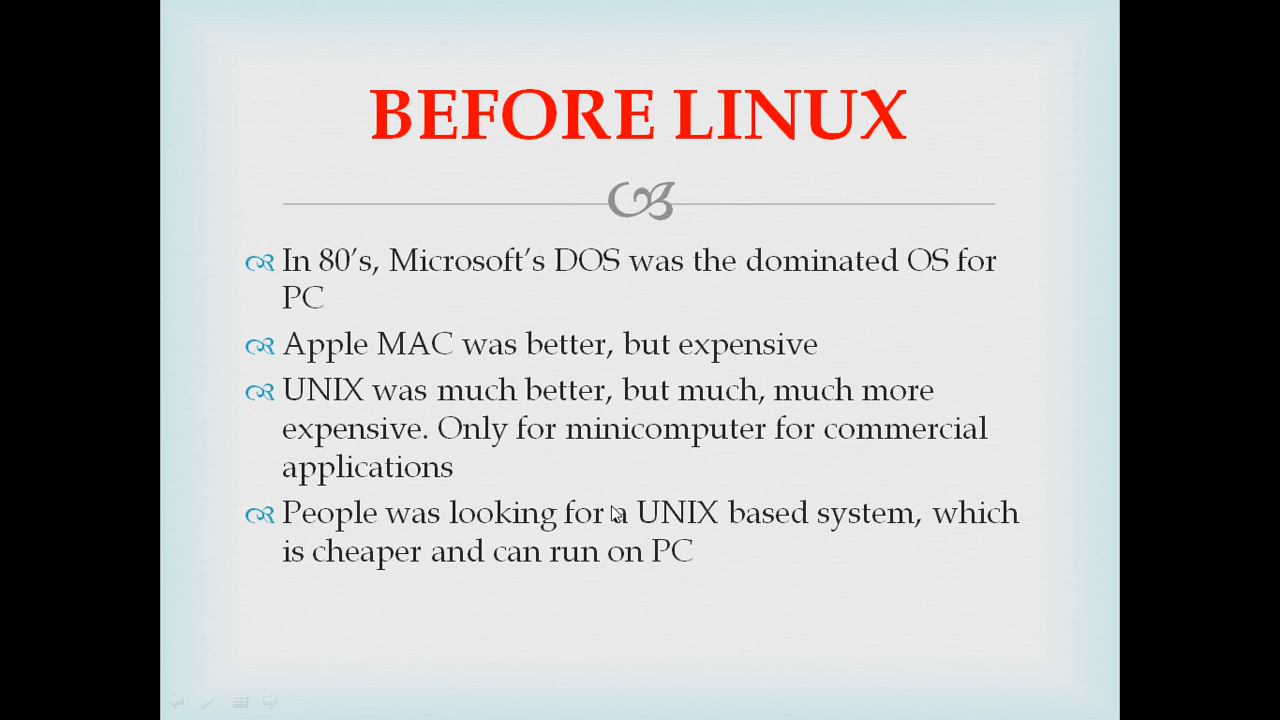 BEFORE LINUX
In 80's, Microsoft's DOS was the dominated OS for
PC
Apple MAC was better, but expensive
UNIX was much better, but much, much more
expensive. Only for minicomputer for commercial
applications
People was looking for a UNIX based system, which
is cheaper and can run on PC